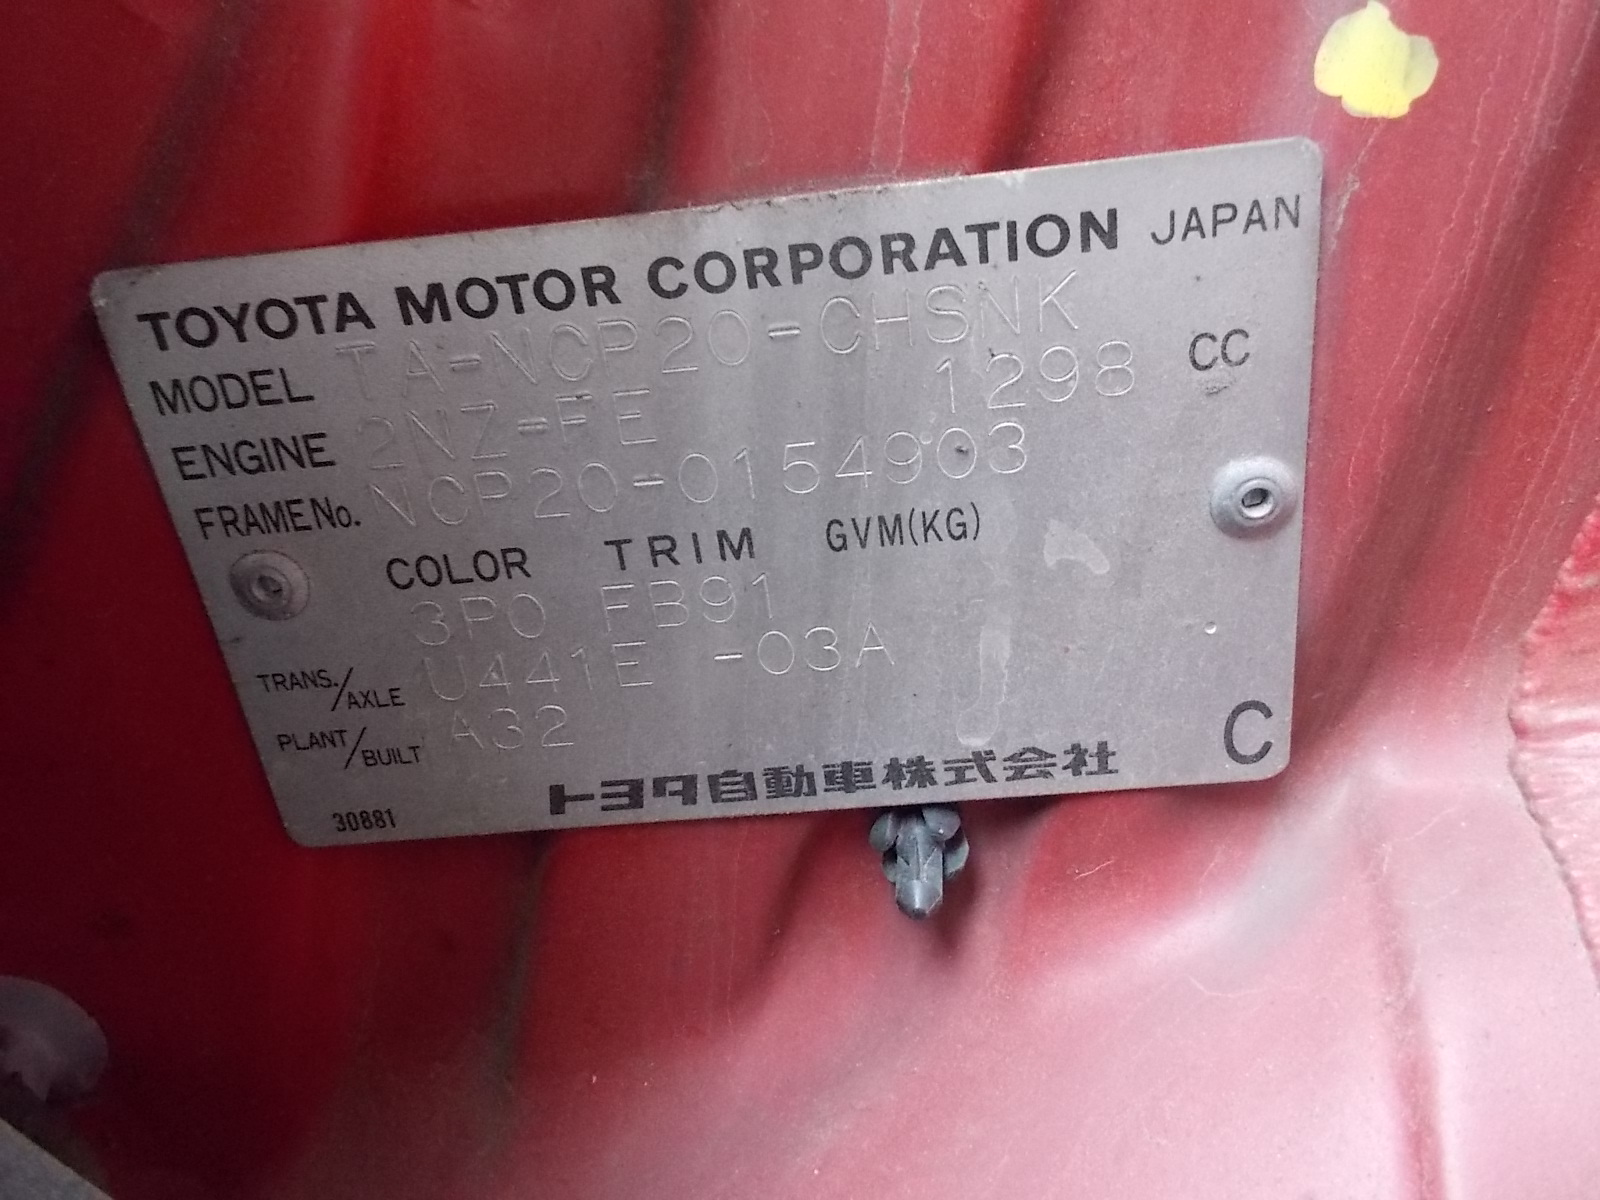 TOYOTA MOTOR CORPORATION JAPAN
MODEL TA-NCP20-CHSNK
ENGINE 2NZ-FE 1298 CC
FRAME No. NCP20-0154903
COLOR TRIM GVM(KG)
3P0 FB91
TRANS./AXLE U441E -03A
PLANT/BUILT A32
トヨタ自動車株式会社 C
30881